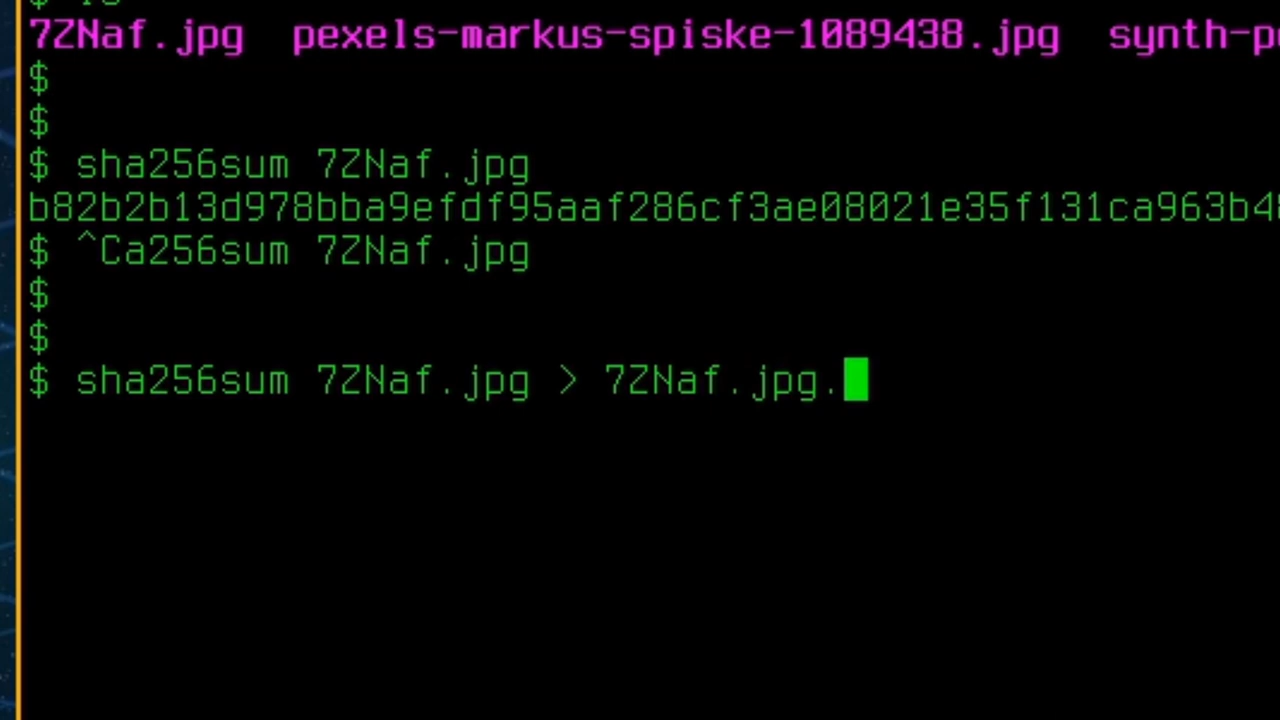 7ZNaf.jpg pexels-markus-spiske-1089438.jpg
$
$
$ sha256sum 7ZNaf.jpg
b82b2b13d978bba9efdf95aaf286cf3ae08021e35f131ca963b4
$ ^Ca256sum 7ZNaf.jpg
$
$
$ sha256sum 7ZNaf.jpg > 7ZNaf.jpg.